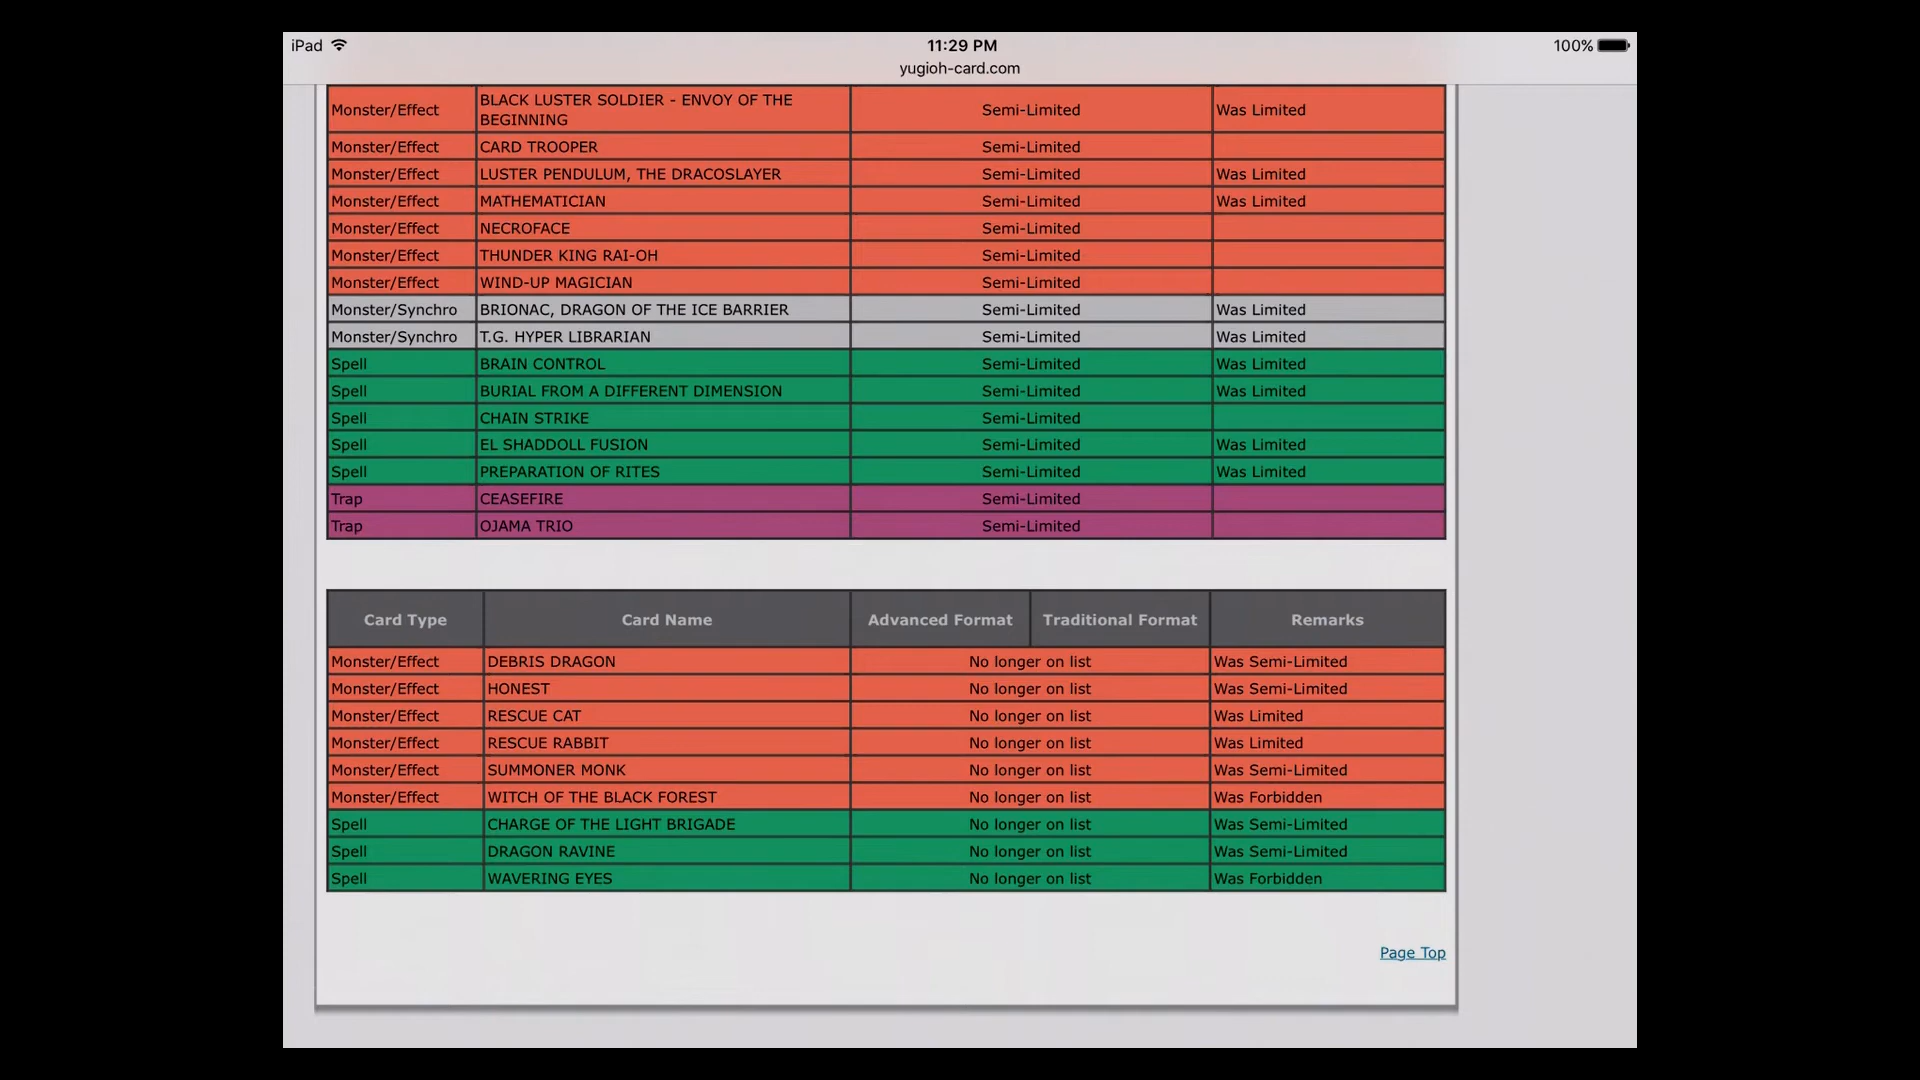 iPad 11:29 PM 100%
yugioh-card.com
Monster/Effect BLACK LUSTER SOLDIER - ENVOY OF THE BEGINNING Semi-Limited Was Limited
Monster/Effect CARD TROOPER Semi-Limited
Monster/Effect LUSTER PENDULUM, THE DRACOSLAYER Semi-Limited Was Limited
Monster/Effect MATHEMATICIAN Semi-Limited Was Limited
Monster/Effect NECROFACE Semi-Limited
Monster/Effect THUNDER KING RAI-OH Semi-Limited
Monster/Effect WIND-UP MAGICIAN Semi-Limited
Monster/Synchro BRIONAC, DRAGON OF THE ICE BARRIER Semi-Limited Was Limited
Monster/Synchro T.G. HYPER LIBRARIAN Semi-Limited Was Limited
Spell BRAIN CONTROL Semi-Limited Was Limited
Spell BURIAL FROM A DIFFERENT DIMENSION Semi-Limited Was Limited
Spell CHAIN STRIKE Semi-Limited
Spell EL SHADDOLL FUSION Semi-Limited Was Limited
Spell PREPARATION OF RITES Semi-Limited Was Limited
Trap CEASEFIRE Semi-Limited
Trap OJAMA TRIO Semi-Limited
Card Type Card Name Advanced Format Traditional Format Remarks
Monster/Effect DEBRIS DRAGON No longer on list Was Semi-Limited
Monster/Effect HONEST No longer on list Was Semi-Limited
Monster/Effect RESCUE CAT No longer on list Was Limited
Monster/Effect RESCUE RABBIT No longer on list Was Limited
Monster/Effect SUMMONER MONK No longer on list Was Semi-Limited
Monster/Effect WITCH OF THE BLACK FOREST No longer on list Was Forbidden
Spell CHARGE OF THE LIGHT BRIGADE No longer on list Was Semi-Limited
Spell DRAGON RAVINE No longer on list Was Semi-Limited
Spell WAVERING EYES No longer on list Was Forbidden
Page Top